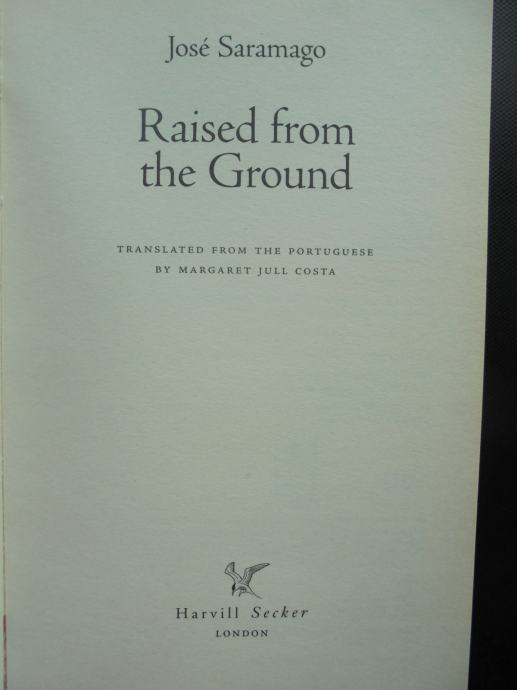 José Saramago
Raised from
the Ground
TRANSLATED FROM THE PORTUGUESE
BY MARGARET JULL COSTA
Harvill Secker
LONDON